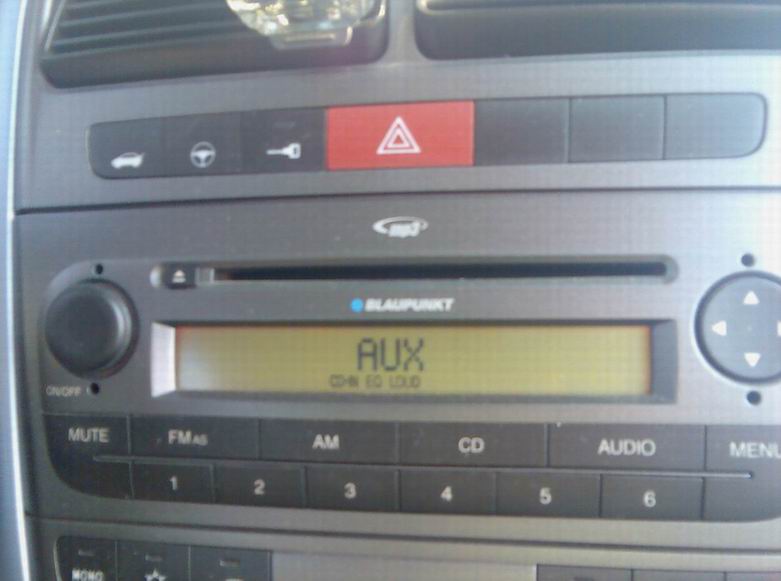 mp3
BLAUPUNKT
AUX
EQ LOUD
ON/OFF
MUTE FM AS AM CD AUDIO MENU
1 2 3 4 5 6
MONO